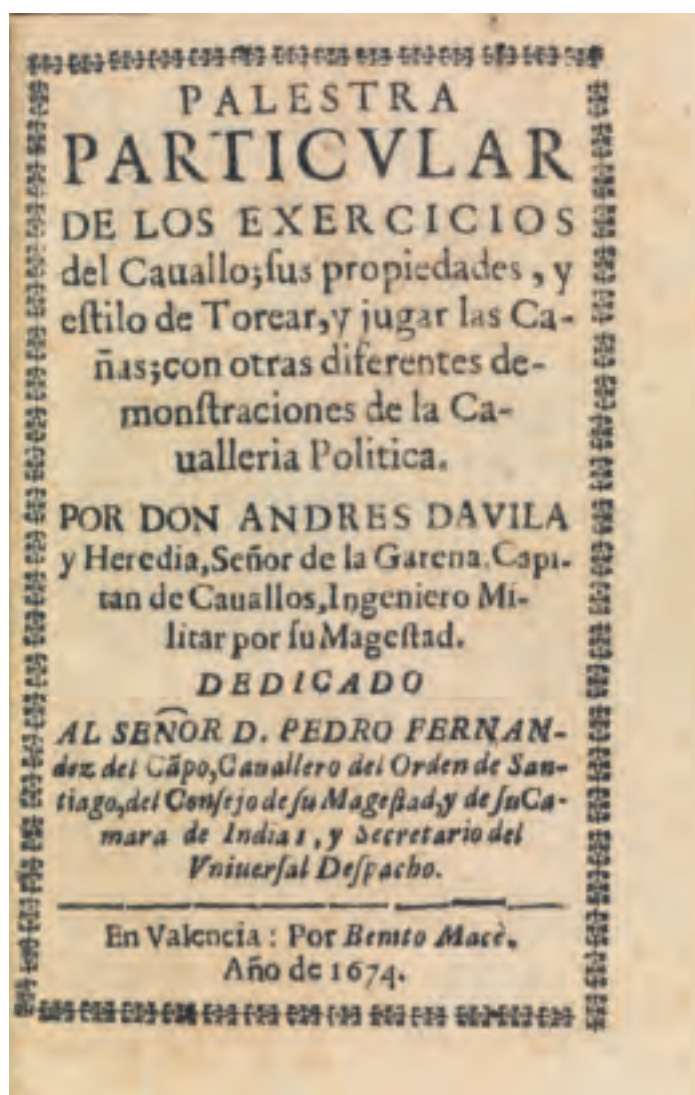 PALESTRA
PARTICVLAR
DE LOS EXERCICIOS
del Cauallo; ſus propiedades, y
eſtilo de Torear, y jugar las Ca-
ñas; con otras diferentes de-
monſtraciones de la Ca-
ualleria Politica.
POR DON ANDRES DAVILA
y Heredia, Señor de la Garena. Capi-
tan de Cauallos, Ingeniero Mi-
litar por ſu Mageſtad.
DEDICADO
AL SEÑOR D. PEDRO FERNAN-
dez del Cãpo, Cauallero del Orden de San-
tiago, del Conſejo de ſu Mageſtad, y de ſu Ca-
mara de Indias, y Secretario del
Vniuerſal Deſpacho.
En Valencia: Por Benito Macè.
Año de 1674.